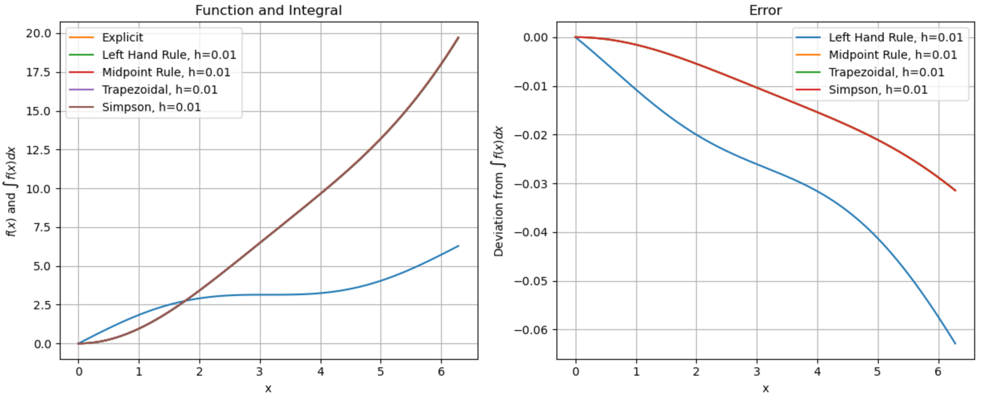 Function and Integral
20.0
17.5
15.0
12.5
10.0
7.5
5.0
2.5
0.0
f(x) and ∫ f(x)dx
Explicit
Left Hand Rule, h=0.01
Midpoint Rule, h=0.01
Trapezoidal, h=0.01
Simpson, h=0.01
0 1 2 3 4 5 6
x
Error
0.00
−0.01
−0.02
−0.03
−0.04
−0.05
−0.06
Deviation from ∫ f(x)dx
Left Hand Rule, h=0.01
Midpoint Rule, h=0.01
Trapezoidal, h=0.01
Simpson, h=0.01
0 1 2 3 4 5 6
x